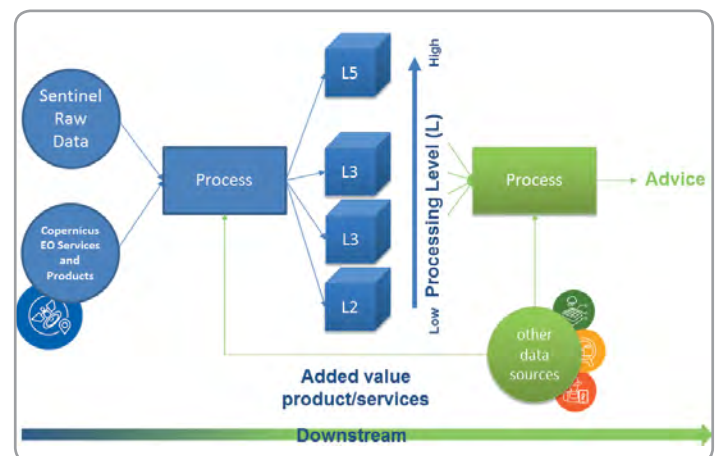 Sentinel
Raw
Data
Copernicus
EO Services
and
Products
Process
L5
L3
L3
L2
Low Processing Level (L) High
Process
Advice
other
data
sources
Added value
product/services
Downstream